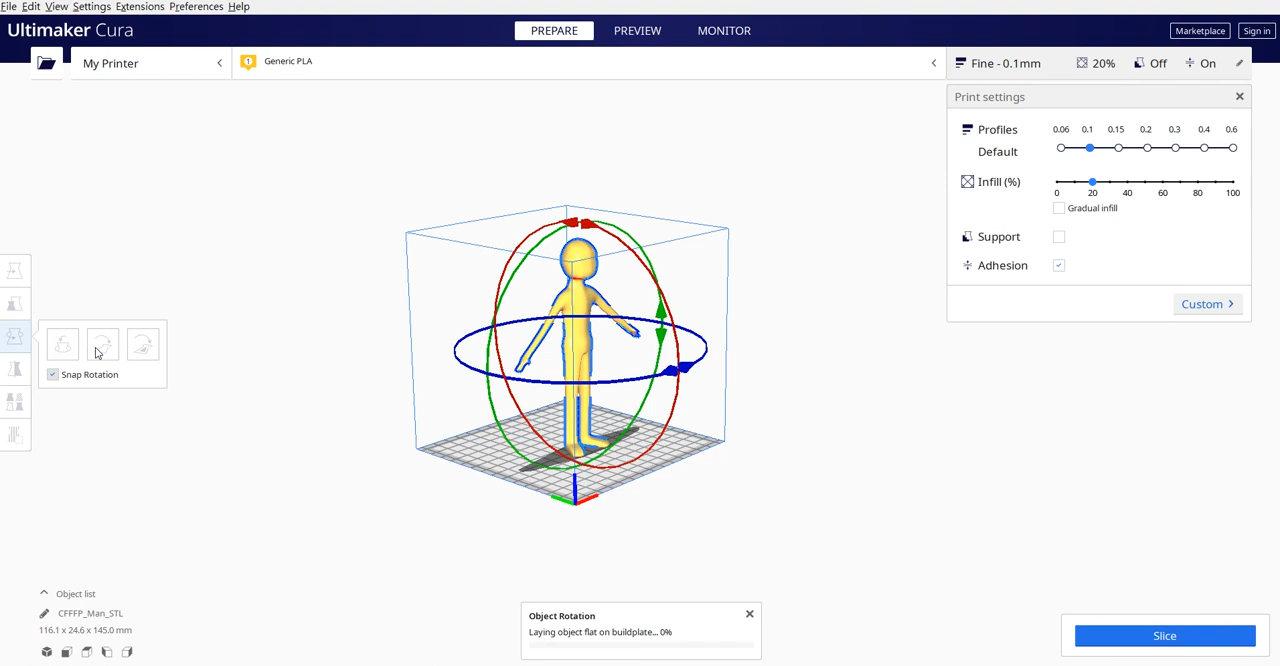 File Edit View Settings Extensions Preferences Help
Ultimaker Cura PREPARE PREVIEW MONITOR Marketplace Sign in
My Printer 1 Generic PLA Fine - 0.1mm 20% Off On
Print settings
Profiles 0.06 0.1 0.15 0.2 0.3 0.4 0.6
Default
Infill (%)
0 20 40 60 80 100
Gradual infill
Support
Adhesion
Custom
Snap Rotation
Object list
CFFFP_Man_STL
116.1 x 24.6 x 145.0 mm
Object Rotation
Laying object flat on buildplate... 0%
Slice